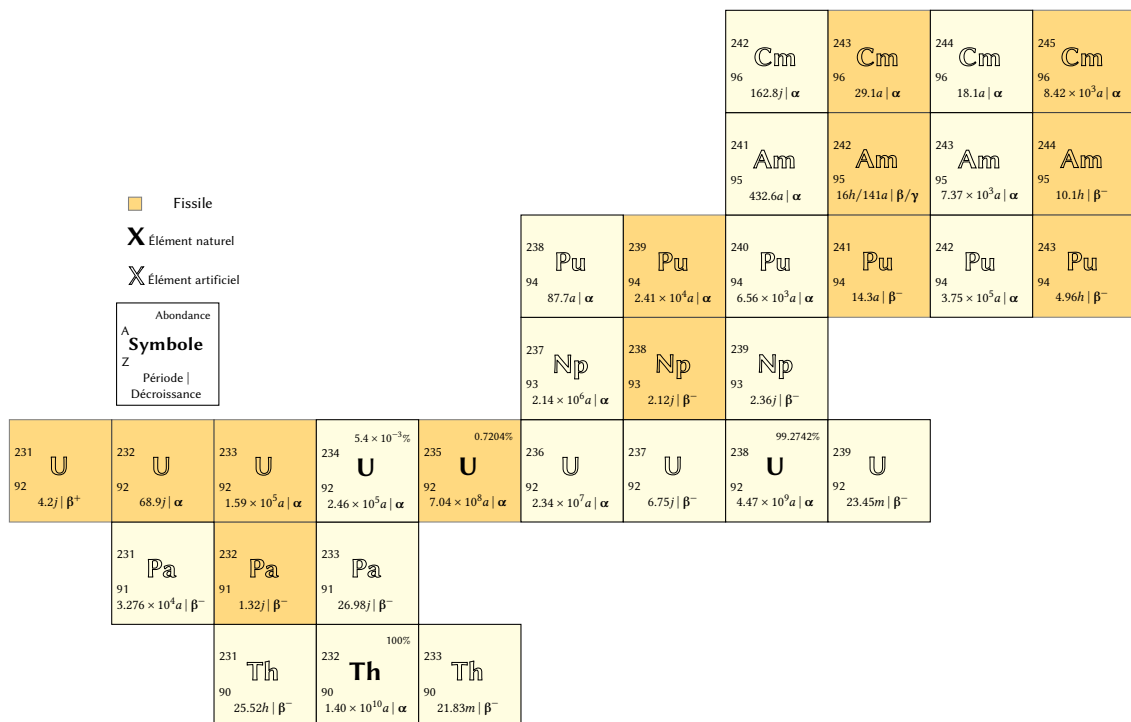 242 Cm 96 162.8j | α
243 Cm 96 29.1a | α
244 Cm 96 18.1a | α
245 Cm 96 8.42 × 10³a | α
241 Am 95 432.6a | α
242 Am 95 16h/141a | β/γ
243 Am 95 7.37 × 10³a | α
244 Am 95 10.1h | β⁻
Fissile
X Élément naturel
X Élément artificiel
Abondance
A
Symbole
Z
Période |
Décroissance
238 Pu 94 87.7a | α
239 Pu 94 2.41 × 10⁴a | α
240 Pu 94 6.56 × 10³a | α
241 Pu 94 14.3a | β⁻
242 Pu 94 3.75 × 10⁵a | α
243 Pu 94 4.96h | β⁻
237 Np 93 2.14 × 10⁶a | α
238 Np 93 2.12j | β⁻
239 Np 93 2.36j | β⁻
231 U 92 4.2j | β⁺
232 U 92 68.9j | α
233 U 92 1.59 × 10⁵a | α
5.4 × 10⁻³% 234 U 92 2.46 × 10⁵a | α
0.7204% 235 U 92 7.04 × 10⁸a | α
236 U 92 2.34 × 10⁷a | α
237 U 92 6.75j | β⁻
99.2742% 238 U 92 4.47 × 10⁹a | α
239 U 92 23.45m | β⁻
231 Pa 91 3.276 × 10⁴a | β⁻
232 Pa 91 1.32j | β⁻
233 Pa 91 26.98j | β⁻
231 Th 90 25.52h | β⁻
100% 232 Th 90 1.40 × 10¹⁰a | α
233 Th 90 21.83m | β⁻